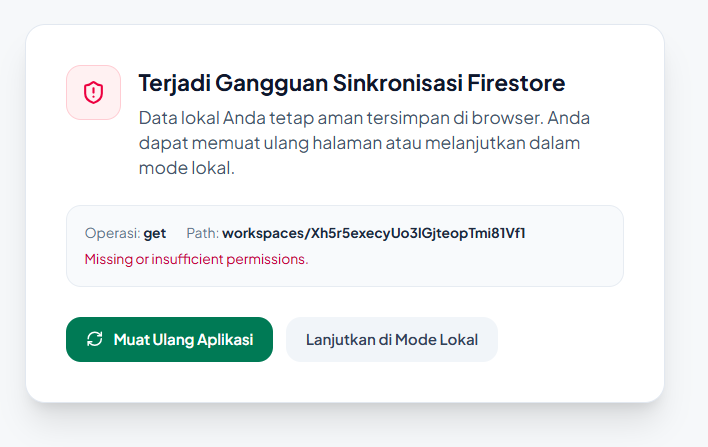 Terjadi Gangguan Sinkronisasi Firestore
Data lokal Anda tetap aman tersimpan di browser. Anda
dapat memuat ulang halaman atau melanjutkan dalam
mode lokal.
Operasi: get Path: workspaces/Xh5r5execyUo3lGjteopTmi81Vf1
Missing or insufficient permissions.
Muat Ulang Aplikasi
Lanjutkan di Mode Lokal